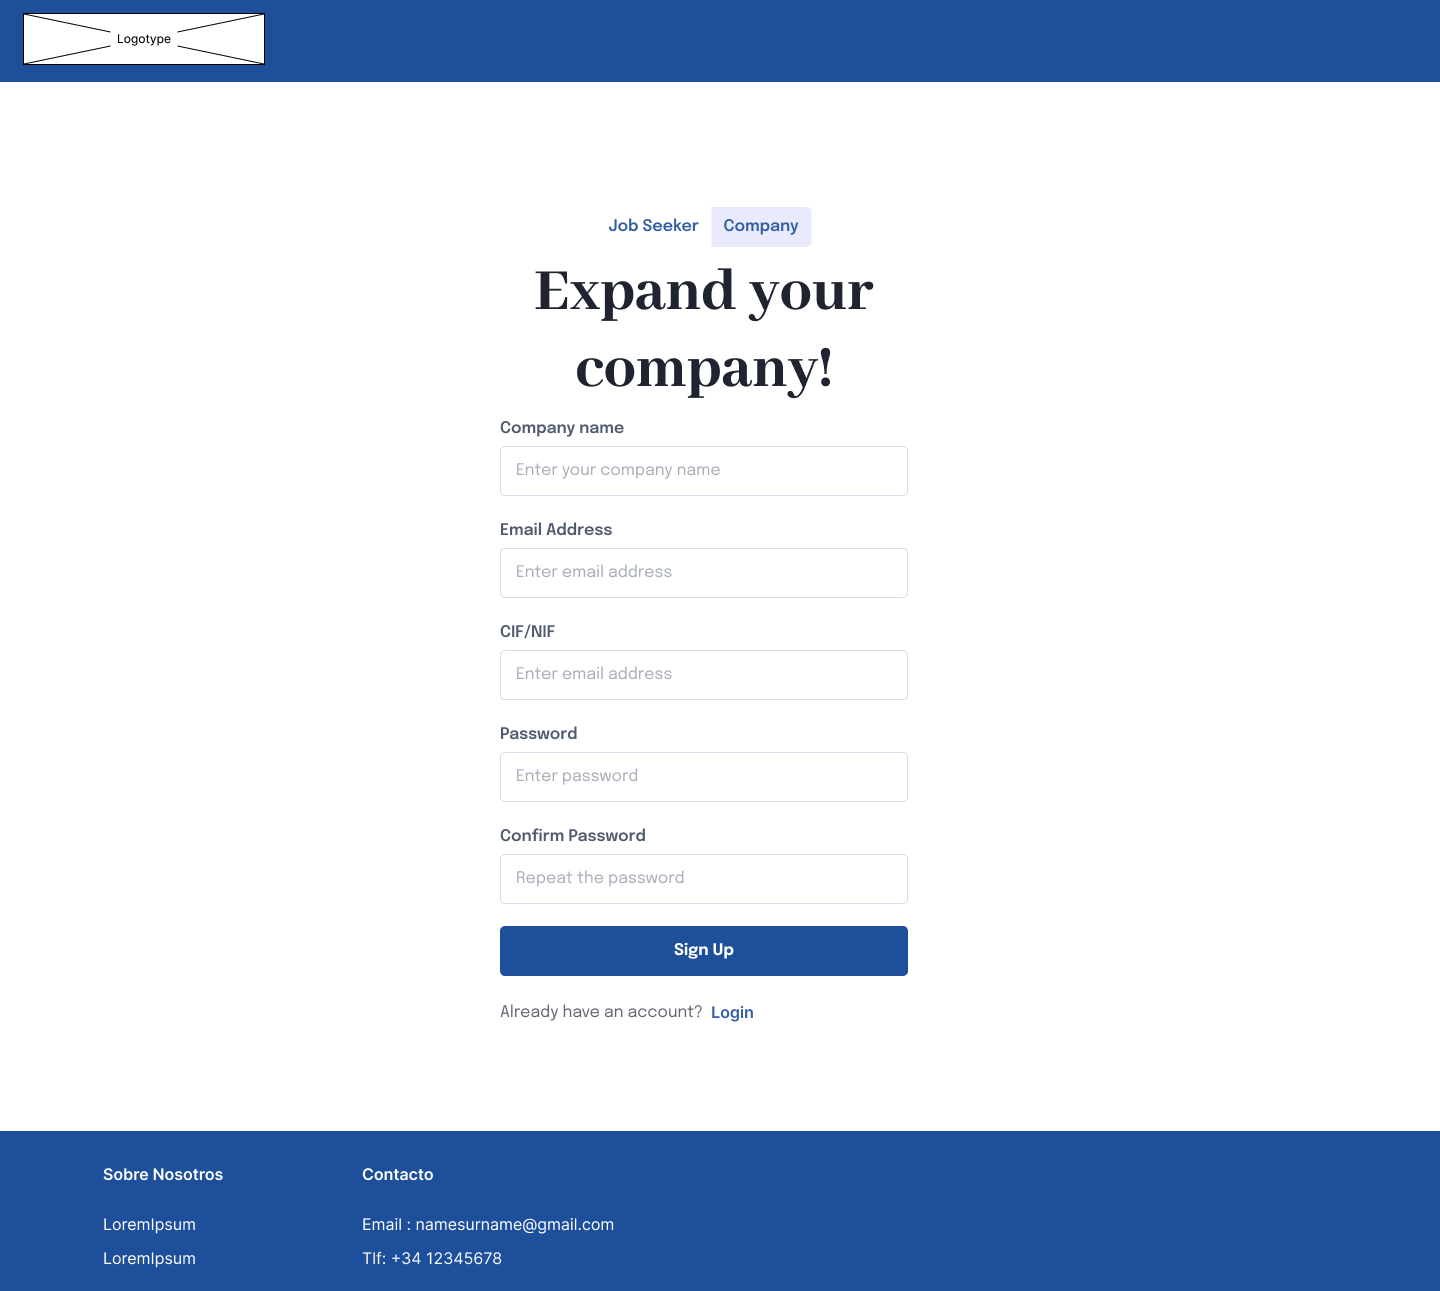 Logotype
Job Seeker
Company
Expand your
company!
Company name
Enter your company name
Email Address
Enter email address
CIF/NIF
Enter email address
Password
Enter password
Confirm Password
Repeat the password
Sign Up
Already have an account? Login
Sobre Nosotros
LoremIpsum
LoremIpsum
Contacto
Email : namesurname@gmail.com
Tlf: +34 12345678